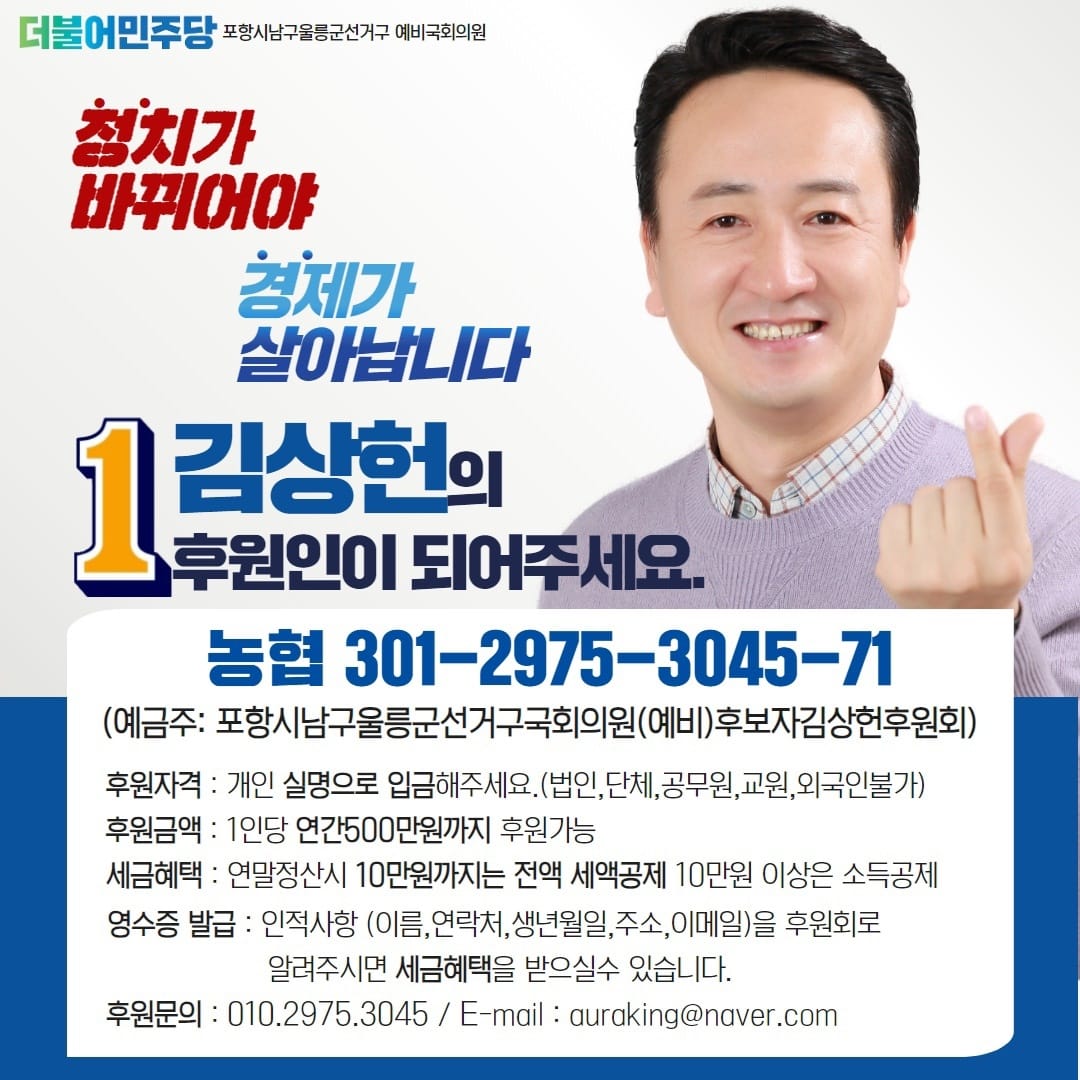 더불어민주당 포항시남구울릉군선거구 예비국회의원
정치가
바뀌어야
경제가
살아납니다
1 김상헌의
후원인이 되어주세요.
농협 301-2975-3045-71
(예금주: 포항시남구울릉군선거구국회의원(예비)후보자김상헌후원회)
후원자격 : 개인 실명으로 입금해주세요.(법인,단체,공무원,교원,외국인불가)
후원금액 : 1인당 연간500만원까지 후원가능
세금혜택 : 연말정산시 10만원까지는 전액 세액공제 10만원 이상은 소득공제
영수증 발급 : 인적사항 (이름,연락처,생년월일,주소,이메일)을 후원회로
알려주시면 세금혜택을 받으실수 있습니다.
후원문의 : 010.2975.3045 / E-mail : auraking@naver.com